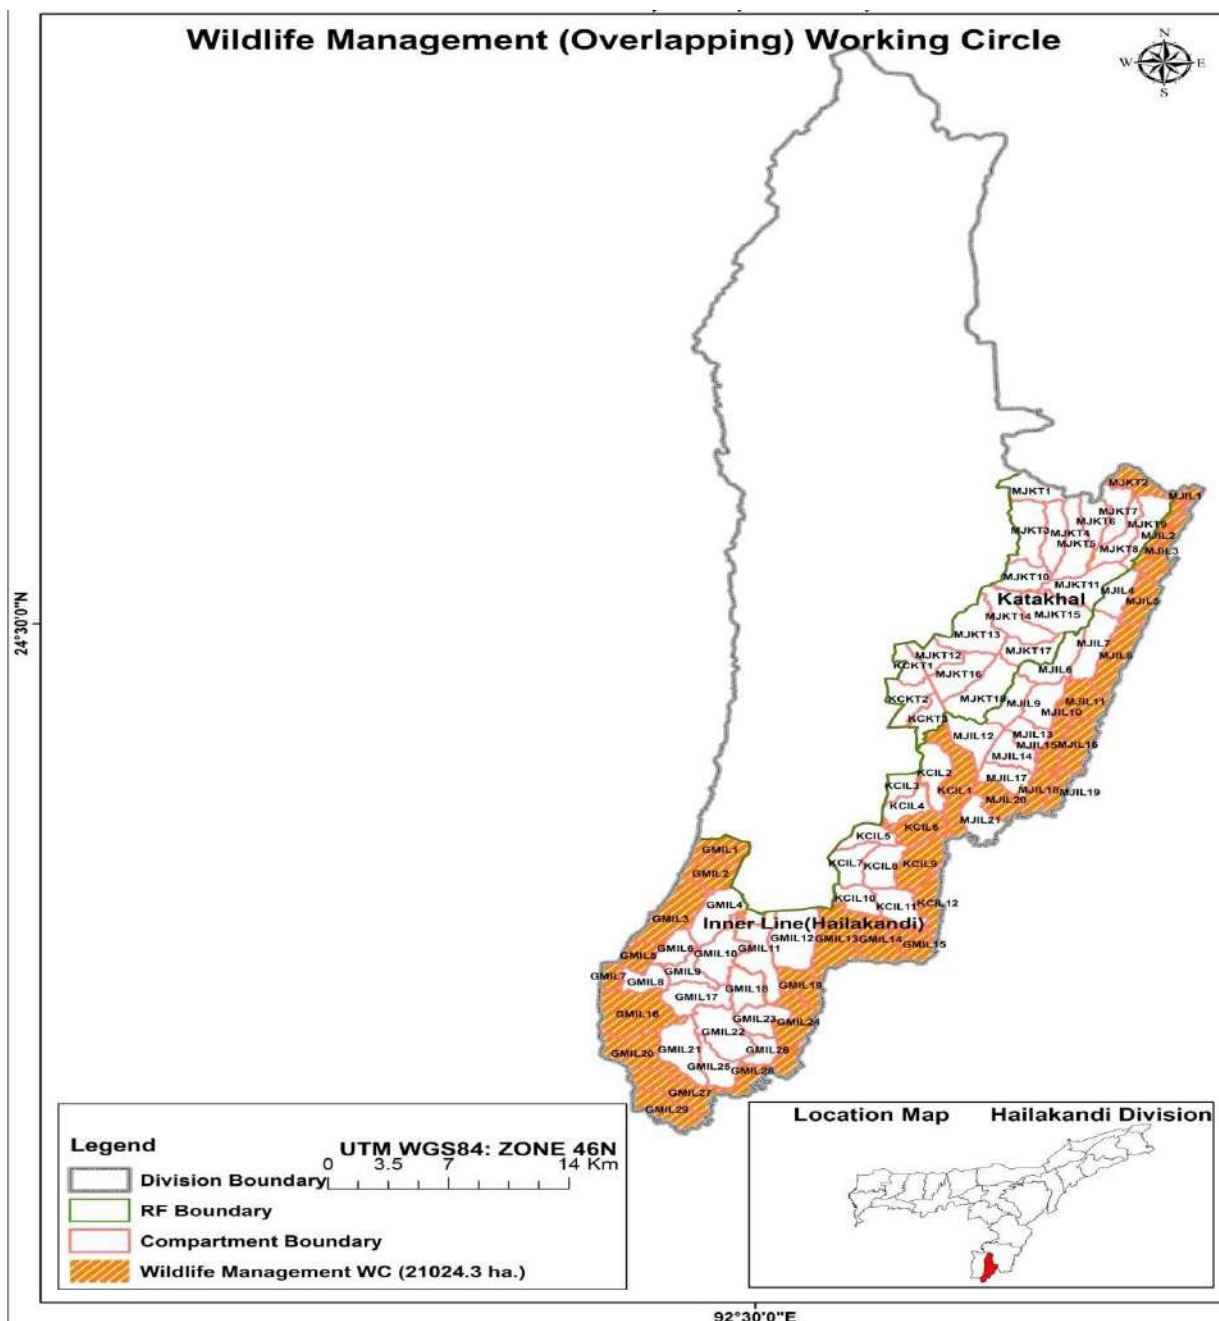 Wildlife Management (Overlapping) Working Circle
N
W E
S
MJKT2
MJKT1
MJIL1
MJKT7
MJKT6
MJKT3
MJKT4
MJKT9
MJKT5
MJIL2
MJKT8
MJIL3
MJKT10
MJKT11
MJIL4
Katakhal
MJIL5
MJKT14
MJKT15
24°30'0"N
MJKT13
MJIL7
MJKT12
MJKT17
MJIL8
KCKT1
MJKT16
MJIL6
KCKT2
MJKT18
MJIL9
MJIL11
MJIL10
KCKT3
MJIL12
MJIL13
MJIL15
MJIL16
MJIL14
KCIL2
MJIL17
KCIL3
KCIL1
MJIL18
MJIL19
KCIL4
MJIL20
MJIL21
KCIL6
KCIL5
GMIL1
KCIL7
KCIL8
KCIL9
GMIL2
KCIL10
GMIL4
KCIL11
KCIL12
GMIL3
Inner Line(Hailakandi)
GMIL12
GMIL13
GMIL14
GMIL15
GMIL6
GMIL11
GMIL5
GMIL10
GMIL9
GMIL7
GMIL8
GMIL18
GMIL19
GMIL17
GMIL16
GMIL23
GMIL24
GMIL22
GMIL21
GMIL26
GMIL20
GMIL25
GMIL28
GMIL27
GMIL29
Legend
UTM WGS84: ZONE 46N
0 3.5 7 14 Km
Division Boundary
RF Boundary
Compartment Boundary
Wildlife Management WC (21024.3 ha.)
Location Map Hailakandi Division
92°30'0"E